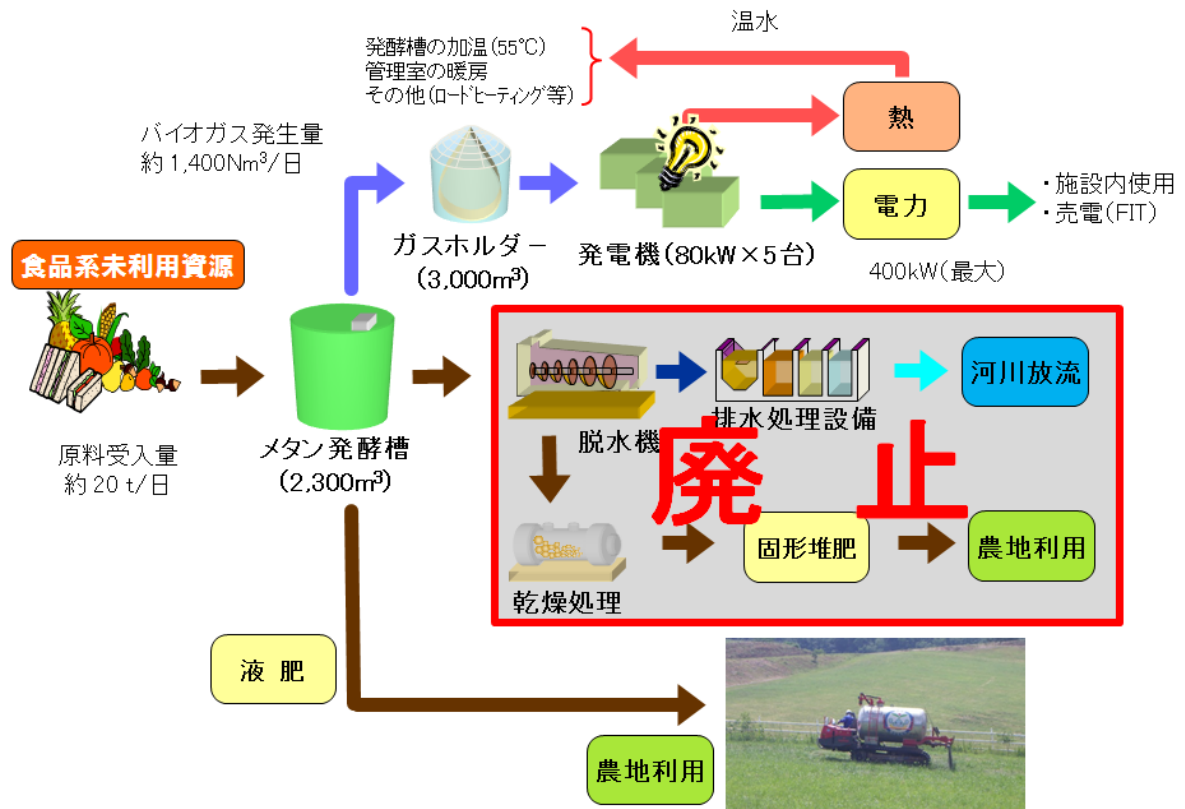 温水
発酵槽の加温(55℃)
管理室の暖房
その他(ロードヒーティング等)
熱
バイオガス発生量
約1,400Nm³/日
・施設内使用
・売電(FIT)
電力
ガスホルダー
(3,000m³)
発電機(80kW×5台)
400kW(最大)
食品系未利用資源
原料受入量
約20t/日
メタン発酵槽
(2,300m³)
脱水機
排水処理設備
河川放流
廃止
乾燥処理
固形堆肥
農地利用
液肥
農地利用